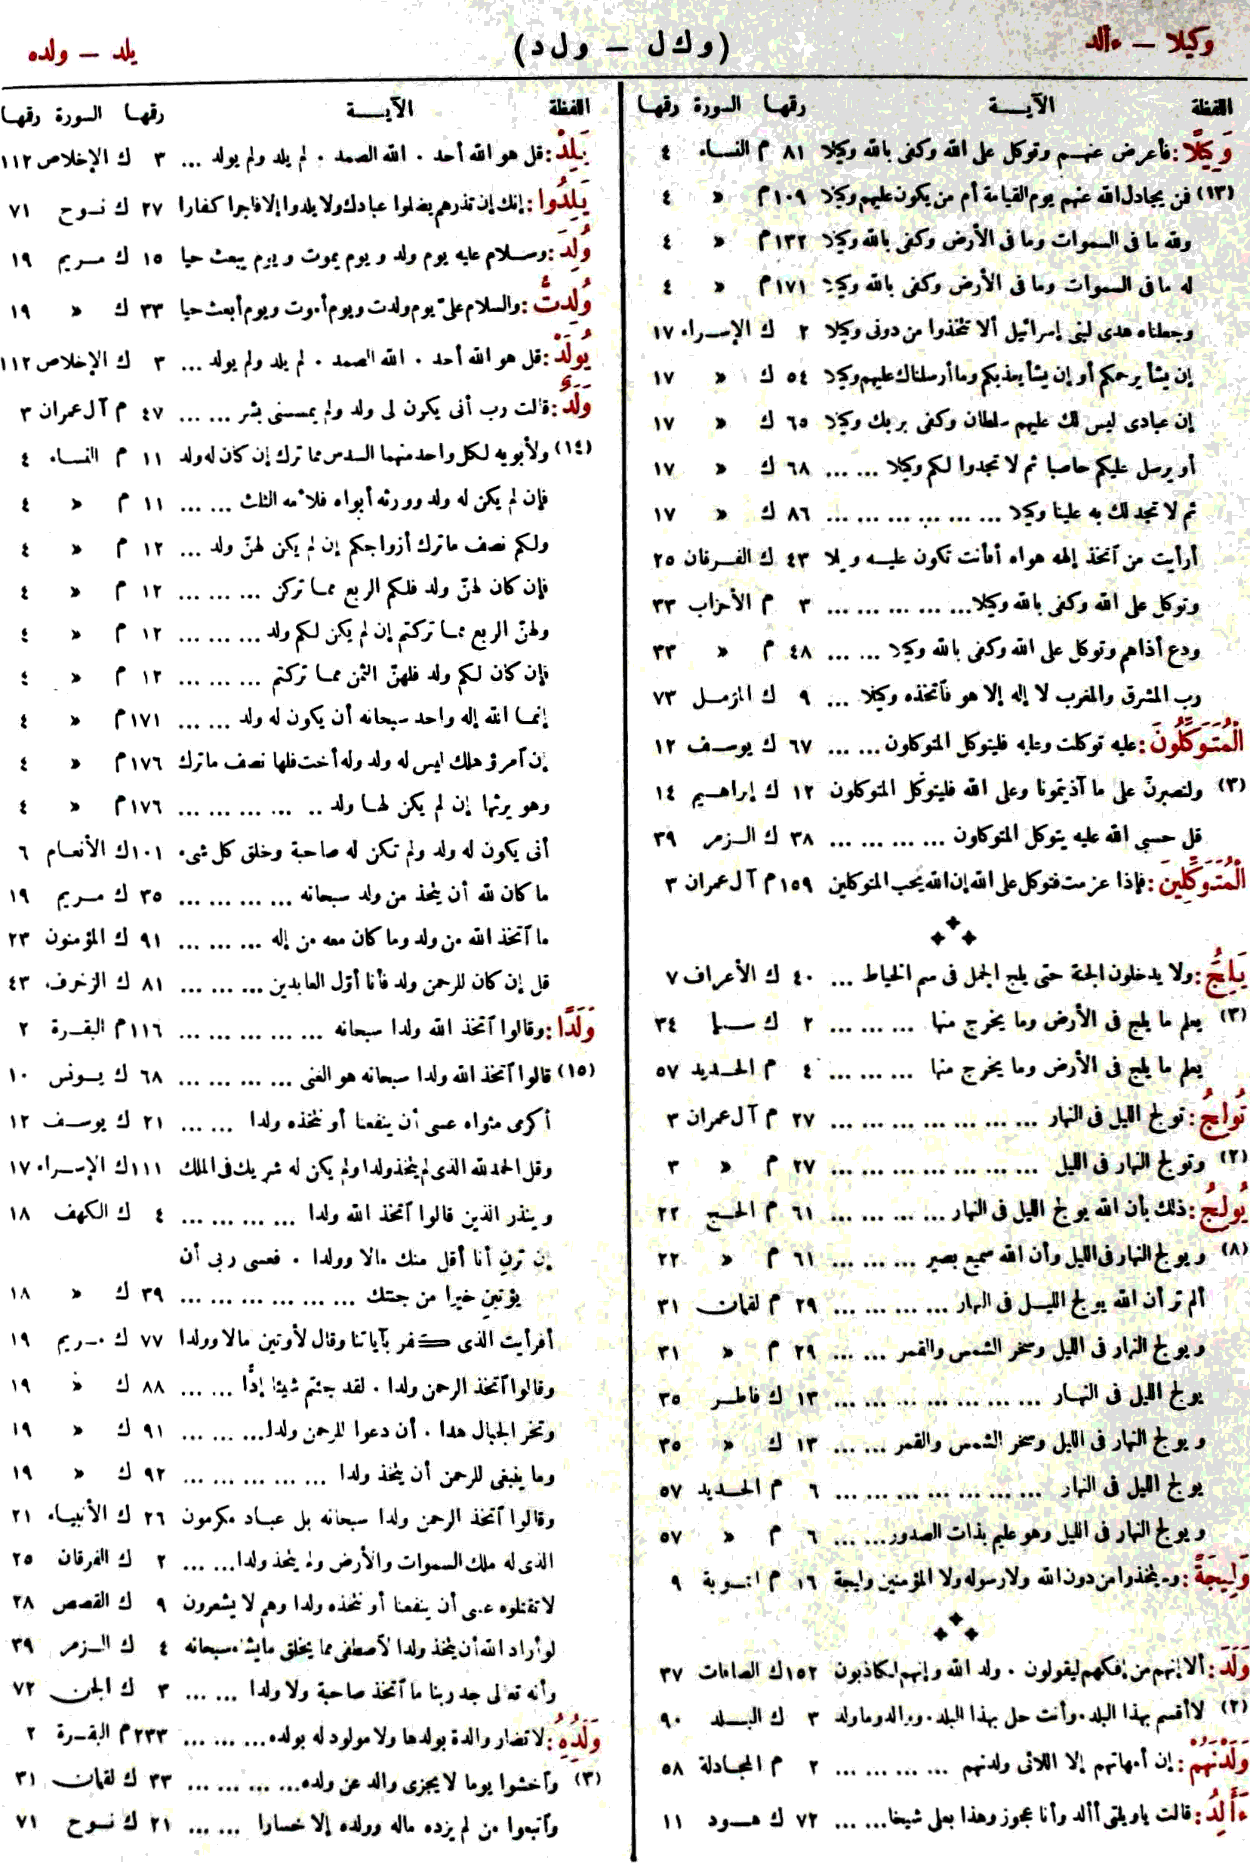 وكيلا — ءألد
(وك ل — ول د)
يلد — ولده
اللفظة الآيـــة رقها السورة رقها
وَكِيلًا: فأعرض عنهم وتوكل على الله وكفى بالله وكيلا ٨١ م النساء ٤
(١٣) فمن يجادل الله عنهم يوم القيامة أم من يكون عليهم وكيلا ١٠٩ م « ٤
ولله ما فى السموات وما فى الأرض وكفى بالله وكيلا ١٣٢ م « ٤
له ما فى السموات وما فى الأرض وكفى بالله وكيلا ١٧١ م « ٤
وجعلناه هدى لبنى إسرائيل ألا تتخذوا من دونى وكيلا ٢ ك الإسراء ١٧
إن يشأ يرحمكم أو إن يشأ يعذبكم وما أرسلناك عليهم وكيلا ٥٤ ك « ١٧
إن عبادى ليس لك عليهم سلطان وكفى بربك وكيلا ٦٥ ك « ١٧
أو يرسل عليكم حاصبا ثم لا تجدوا لكم وكيلا ... ... ٦٨ ك « ١٧
ثم لا تجد لك به علينا وكيلا ... ... ... ... ... ... ٨٦ ك « ١٧
أرأيت من آتخذ إلهه هواه أفأنت تكون عليه وكيلا ٤٣ ك الفرقان ٢٥
وتوكل على الله وكفى بالله وكيلا... ... ... ... ... ٣ م الأحزاب ٣٣
ودع أذاهم وتوكل على الله وكفى بالله وكيلا ... ... ٤٨ م « ٣٣
رب المشرق والمغرب لا إله إلا هو فآتخذه وكيلا ... ٩ ك المزمل ٧٣
الْمُتَوَكِّلُونَ: عليه توكلت وعليه فليتوكل المتوكلون... ... ٦٧ ك يوسف ١٢
(٣) ولنصبرنّ على ما آذيتمونا وعلى الله فليتوكل المتوكلون ١٢ ك إبراهيم ١٤
قل حسبى الله عليه يتوكل المتوكلون ... ... ... ... ٣٨ ك الزمر ٣٩
الْمُتَوَكِّلِينَ: فإذا عزمت فتوكل على الله إن الله يحب المتوكلين ١٥٩ م آل عمران ٣
يَلِجُ: ولا يدخلون الجنة حتى يلج الجمل فى سم الخياط ... ٤٠ ك الأعراف ٧
(٣) يعلم ما يلج فى الأرض وما يخرج منها ... ... ... ٢ ك سبإ ٣٤
يعلم ما يلج فى الأرض وما يخرج منها ... ... ... ٤ م الحديد ٥٧
تُولِجُ: تولج الليل فى النهار ... ... ... ... ... ... ... ٢٧ م آل عمران ٣
(٢) وتولج النهار فى الليل ... ... ... ... ... ... ... ٢٧ م « ٣
يُولِجُ: ذلك بأن الله يولج الليل فى النهار ... ... ... ... ٦١ م الحج ٢٢
(٨) ويولج النهار فى الليل وأن الله سميع بصير ... ... ... ٦١ م « ٢٢
ألم تر أن الله يولج الليل فى النهار ... ... ... ... ٢٩ م لقمان ٣١
ويولج النهار فى الليل وسخر الشمس والقمر ... ... ٢٩ م « ٣١
يولج الليل فى النهار ... ... ... ... ... ... ... ١٣ ك فاطر ٣٥
ويولج النهار فى الليل وسخر الشمس والقمر ... ... ١٣ ك « ٣٥
يولج الليل فى النهار ... ... ... ... ... ... ... ٦ م الحديد ٥٧
ويولج النهار فى الليل وهو عليم بذات الصدور... ... ٦ م « ٥٧
وَلِيجَةً: ولم يتخذوا من دون الله ولا رسوله ولا المؤمنين وليجة ١٦ م التوبة ٩
وَلَدَ: ألا إنهم من إفكهم ليقولون . ولد الله وإنهم لكاذبون ١٥٢ ك الصافات ٣٧
(٢) لا أقسم بهذا البلد . وأنت حل بهذا البلد . ووالد وما ولد ٣ ك البلد ٩٠
وَلَدْنَهُمْ: إن أمهاتهم إلا اللائى ولدنهم ... ... ... ... ٢ م المجادلة ٥٨
ءَأَلِدُ: قالت ياويلتى أألد وأنا عجوز وهذا بعلى شيخا... ... ٧٢ ك هود ١١
اللفظة الآيـــة رقها السورة رقها
يَلِدْ: قل هو الله أحد . الله الصمد . لم يلد ولم يولد ... ٣ ك الإخلاص ١١٢
يَلِدُوا: إنك إن تذرهم يضلوا عبادك ولا يلدوا إلا فاجرا كفارا ٢٧ ك نوح ٧١
وُلِدَ: وسلام عليه يوم ولد ويوم يموت ويوم يبعث حيا ١٥ ك مريم ١٩
وُلِدتُّ: والسلام علىّ يوم ولدت ويوم أموت ويوم أبعث حيا ٣٣ ك « ١٩
يُولَدْ: قل هو الله أحد . الله الصمد . لم يلد ولم يولد ... ٣ ك الإخلاص ١١٢
وَلَدٌ: قالت رب أنى يكون لى ولد ولم يمسسنى بشر ... ... ٤٧ م آل عمران ٣
(١٤) ولأبويه لكل واحد منهما السدس مما ترك إن كان له ولد ١١ م النساء ٤
فإن لم يكن له ولد وورثه أبواه فلأمه الثلث ... ... ١١ م « ٤
ولكم نصف ما ترك أزواجكم إن لم يكن لهنّ ولد ... ١٢ م « ٤
فإن كان لهنّ ولد فلكم الربع مما تركن ... ... ... ١٢ م « ٤
ولهنّ الربع مما تركتم إن لم يكن لكم ولد ... ... ... ١٢ م « ٤
فإن كان لكم ولد فلهنّ الثمن مما تركتم ... ... ... ١٢ م « ٤
إنما الله إله واحد سبحانه أن يكون له ولد ... ... ١٧١ م « ٤
إن آمرؤ هلك ليس له ولد وله أخت فلها نصف ما ترك ١٧٦ م « ٤
وهو يرثها إن لم يكن لها ولد .. ... ... ... ... ١٧٦ م « ٤
أنى يكون له ولد ولم تكن له صاحبة وخلق كل شىء ١٠١ ك الأنعام ٦
ما كان لله أن يتخذ من ولد سبحانه ... ... ... ... ٣٥ ك مريم ١٩
ما آتخذ الله من ولد وما كان معه من إله ... ... ... ٩١ ك المؤمنون ٢٣
قل إن كان للرحمن ولد فأنا أوّل العابدين ... ... ... ٨١ ك الزخرف ٤٣
وَلَدًا: وقالوا آتخذ الله ولدا سبحانه ... ... ... ... ... ١١٦ م البقرة ٢
(١٥) قالوا آتخذ الله ولدا سبحانه هو الغنى ... ... ... ... ٦٨ ك يونس ١٠
أكرمى مثواه عسى أن ينفعنا أو نتخذه ولدا ... ... ٢١ ك يوسف ١٢
وقل الحمد لله الذى لم يتخذ ولدا ولم يكن له شريك فى الملك ١١١ ك الإسراء ١٧
وينذر الذين قالوا آتخذ الله ولدا ... ... ... ... ٤ ك الكهف ١٨
إن ترن أنا أقل منك مالا وولدا . فعسى ربى أن
يؤتين خيرا من جنتك ... ... ... ... ... ... ٣٩ ك « ١٨
أفرأيت الذى كفر بآياتنا وقال لأوتين مالا وولدا ٧٧ ك مريم ١٩
وقالوا آتخذ الرحمن ولدا . لقد جئتم شيئا إدًّا ... ... ٨٨ ك « ١٩
وتخر الجبال هدا . أن دعوا للرحمن ولدا... ... ... ٩١ ك « ١٩
وما ينبغى للرحمن أن يتخذ ولدا ... ... ... ... ... ٩٢ ك « ١٩
وقالوا آتخذ الرحمن ولدا سبحانه بل عباد مكرمون ٢٦ ك الأنبياء ٢١
الذى له ملك السموات والأرض ولم يتخذ ولدا... ... ٢ ك الفرقان ٢٥
لا تقتلوه عسى أن ينفعنا أو نتخذه ولدا وهم لا يشعرون ٩ ك القصص ٢٨
لو أراد الله أن يتخذ ولدا لآصطفى مما يخلق ما يشاء سبحانه ٤ ك الزمر ٣٩
وأنه تعالى جد ربنا ما آتخذ صاحبة ولا ولدا ... ... ٣ ك الجن ٧٢
وَلَدُهُ: لا تضار والدة بولدها ولا مولود له بولده... ... ... ٢٣٣ م البقرة ٢
(٣) وآخشوا يوما لا يجزى والد عن ولده... ... ... ... ٣٣ ك لقمان ٣١
وآتبعوا من لم يزده ماله وولده إلا خسارا ... ... ٢١ ك نوح ٧١